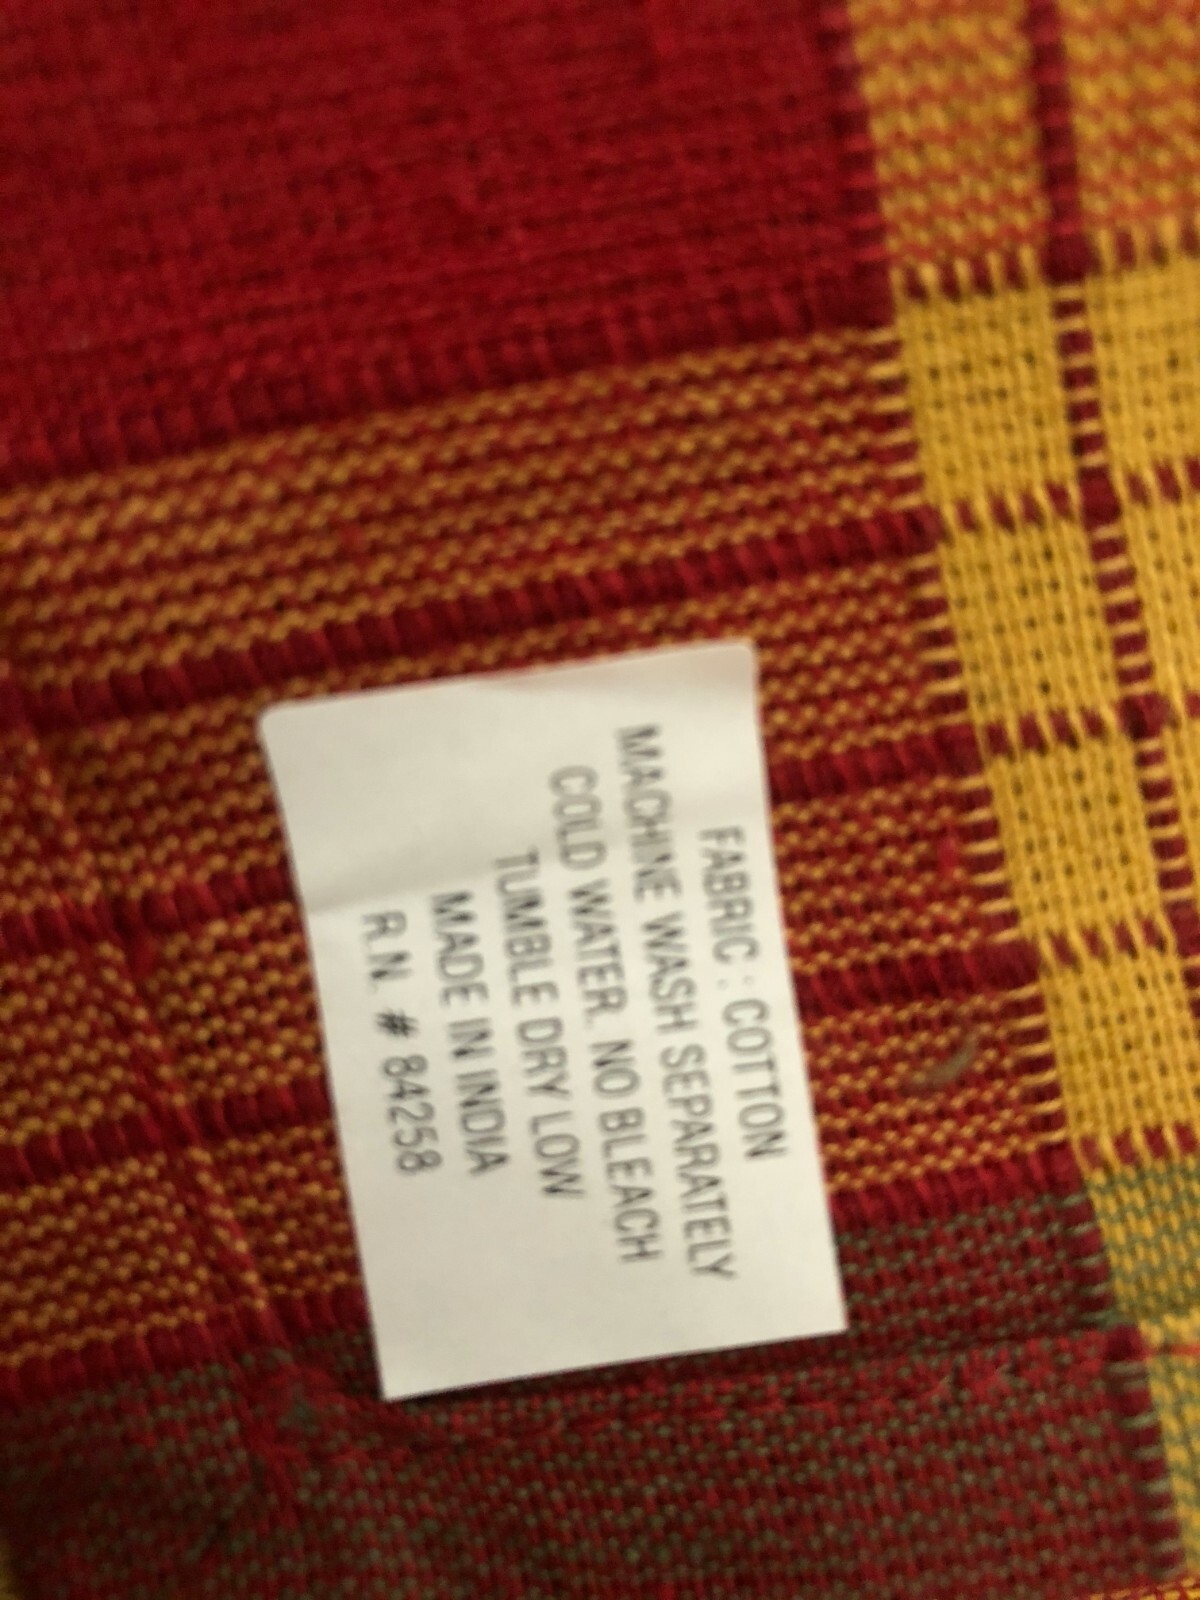 FABRIC : COTTON
MACHINE WASH SEPARATELY
COLD WATER. NO BLEACH
TUMBLE DRY LOW
MADE IN INDIA
R.N. # 84258